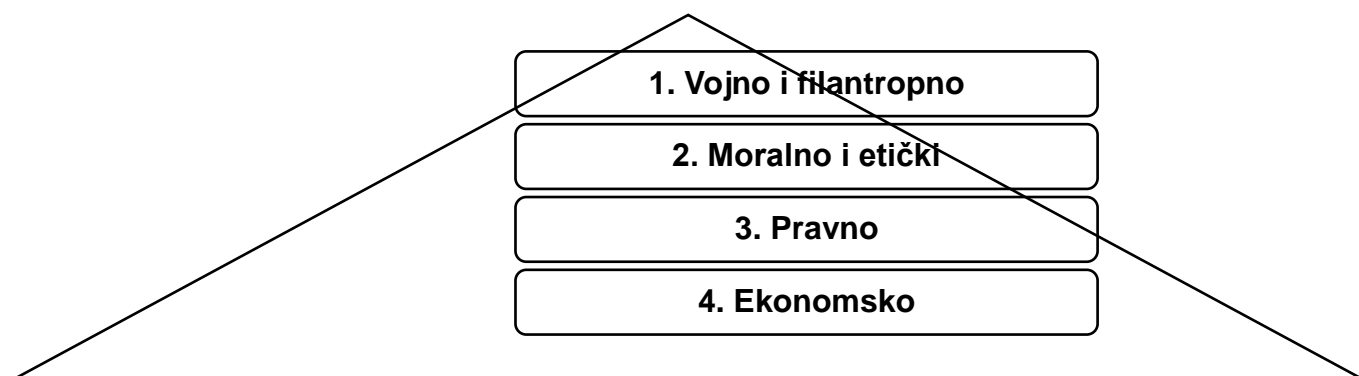 1. Vojno i filantropno
2. Moralno i etički
3. Pravno
4. Ekonomsko